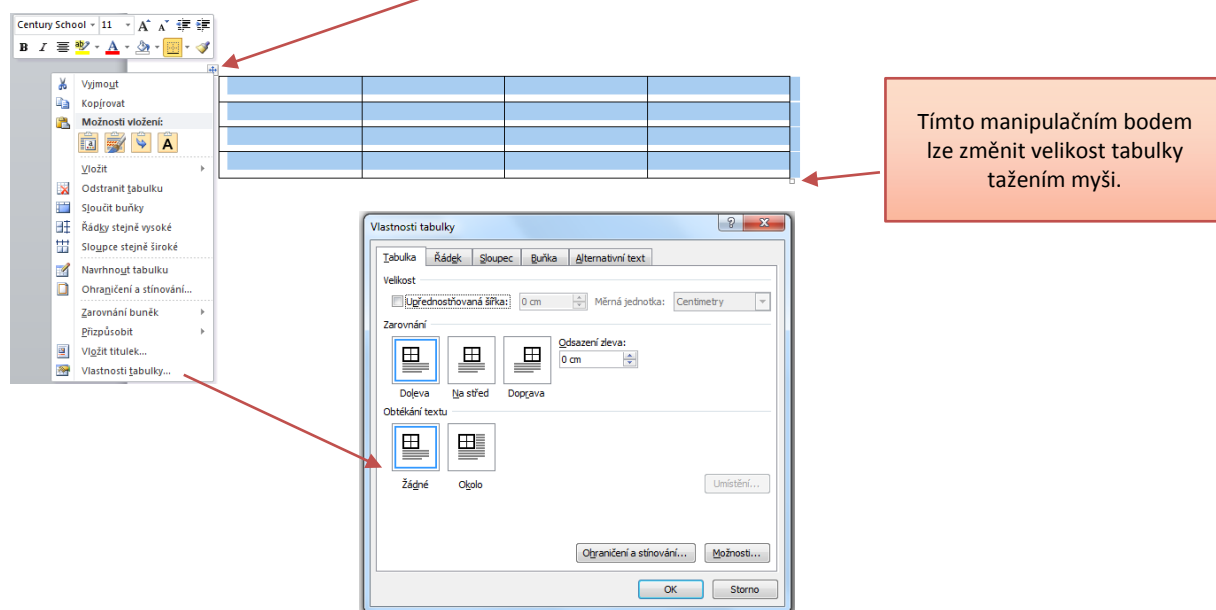 Century School 11 A A
B I ab A
Vyjmout
Kopírovat
Možnosti vložení:
a A
Vložit
Odstranit tabulku
Sloučit buňky
Řádky stejně vysoké
Sloupce stejně široké
Navrhnout tabulku
Ohraničení a stínování...
Zarovnání buněk
Přizpůsobit
Vložit titulek...
Vlastnosti tabulky...
Tímto manipulačním bodem
lze změnit velikost tabulky
tažením myši.
Vlastnosti tabulky
Tabulka Řádek Sloupec Buňka Alternativní text
Velikost
Upřednostňovaná šířka: 0 cm Měrná jednotka: Centimetry
Zarovnání
Odsazení zleva:
0 cm
Doleva Na střed Doprava
Obtékání textu
Žádné Okolo
Umístění...
Ohraničení a stínování... Možnosti...
OK Storno